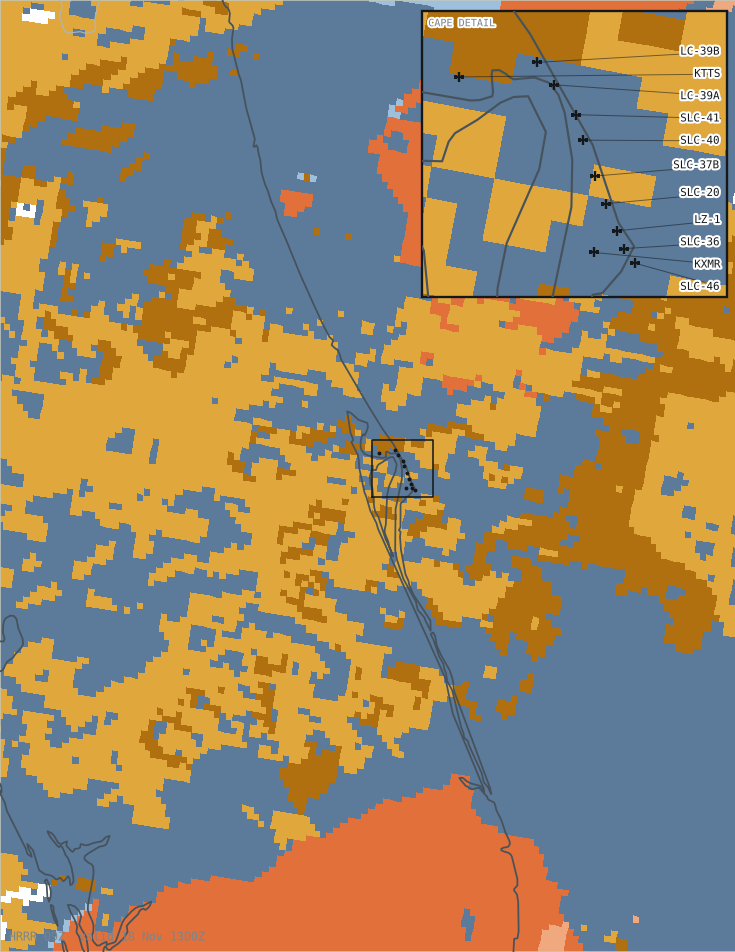 CAPE DETAIL
LC-39B
KTTS
LC-39A
SLC-41
SLC-40
SLC-37B
SLC-20
LZ-1
SLC-36
KXMR
SLC-46
HRRR Nov 1300Z